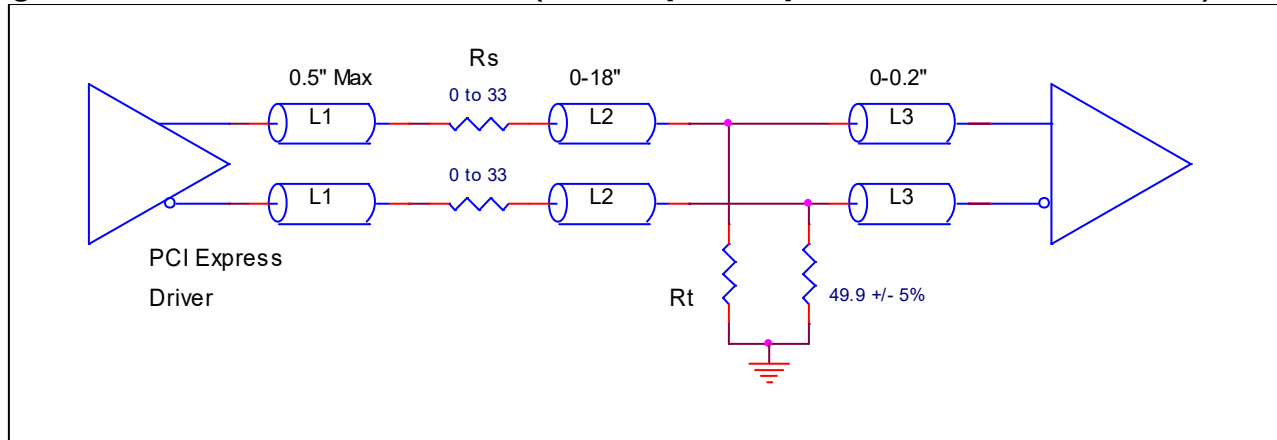 Rs
0.5" Max
0-18"
0-0.2"
0 to 33
L1
L2
L3
0 to 33
L1
L2
L3
PCI Express
Driver
Rt
49.9 +/- 5%